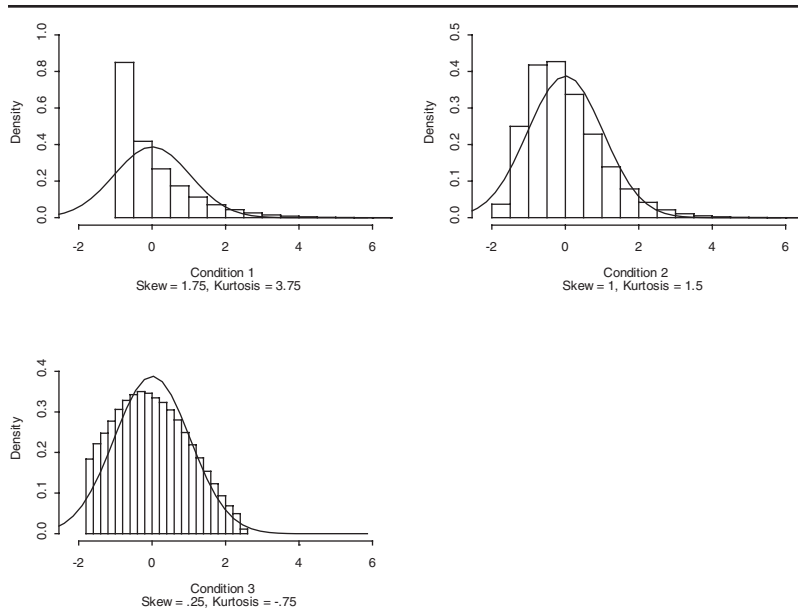 1.0
0.8
0.6
0.4
0.2
0.0
Density
-2 0 2 4 6
Condition 1
Skew = 1.75, Kurtosis = 3.75
0.5
0.4
0.3
0.2
0.1
0.0
Density
-2 0 2 4 6
Condition 2
Skew = 1, Kurtosis = 1.5
0.4
0.3
0.2
0.1
0.0
Density
-2 0 2 4 6
Condition 3
Skew = .25, Kurtosis = -.75